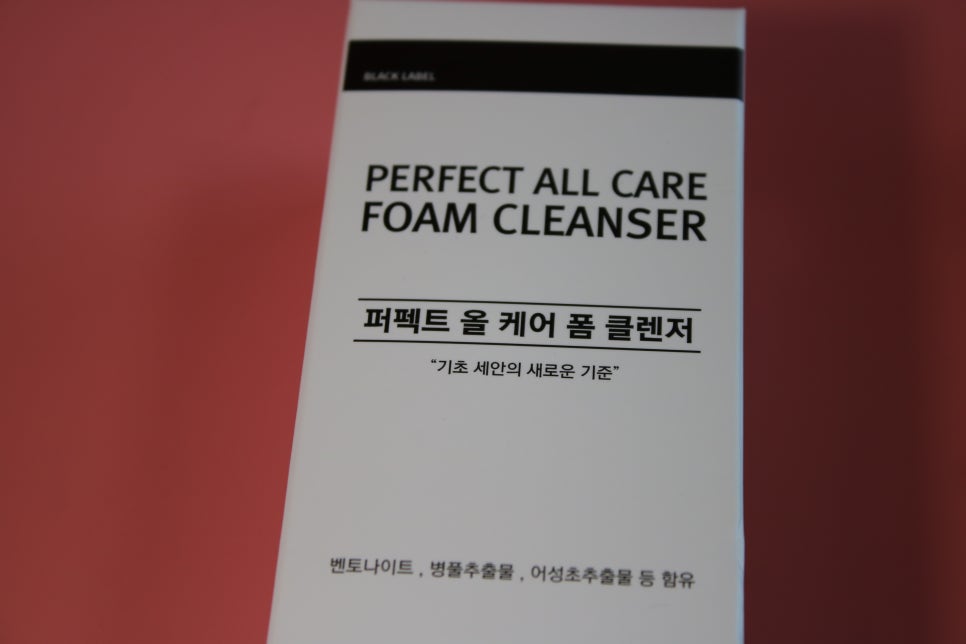 BLACK LABEL
PERFECT ALL CARE
FOAM CLEANSER
퍼펙트 올 케어 폼 클렌저
“기초 세안의 새로운 기준”
벤토나이트 , 병풀추출물 , 어성초추출물 등 함유